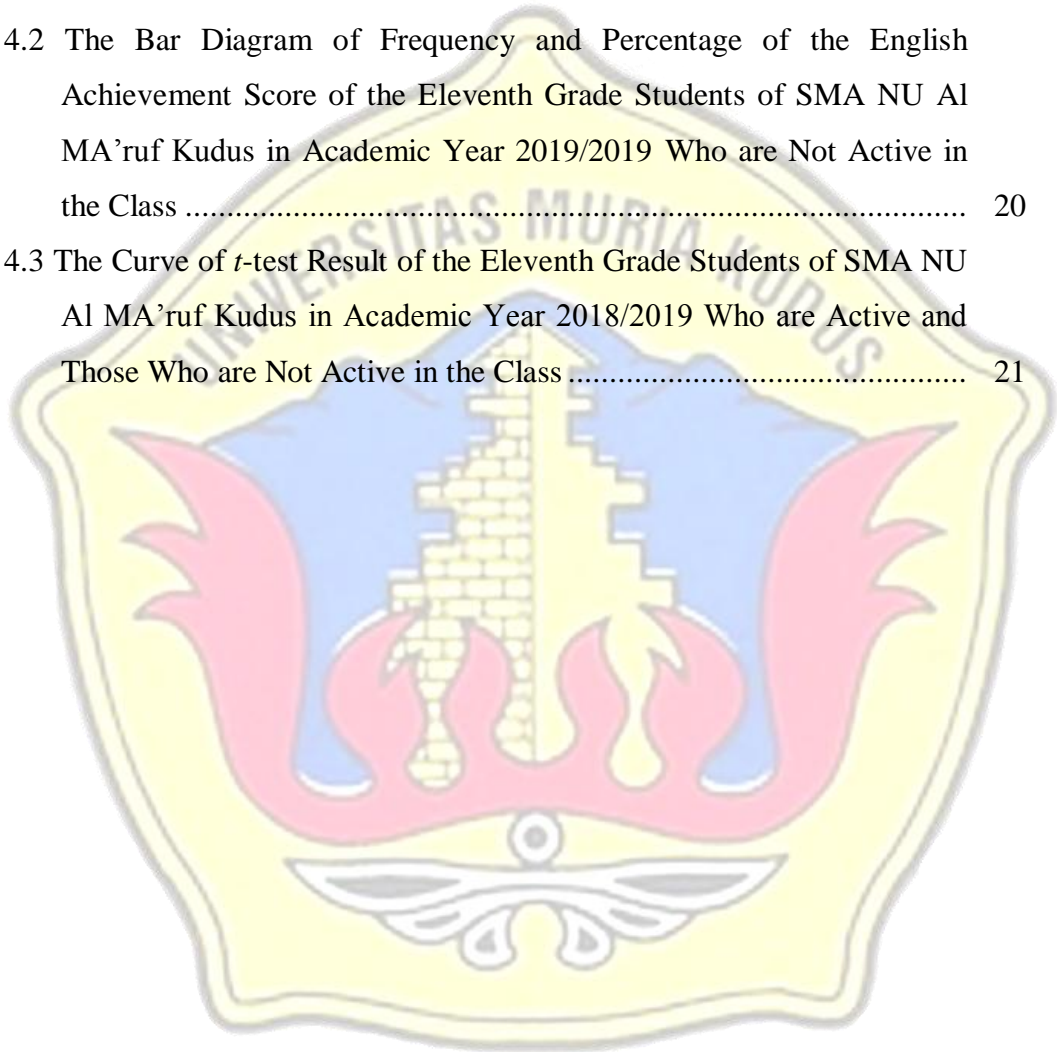 4.2 The Bar Diagram of Frequency and Percentage of the English
Achievement Score of the Eleventh Grade Students of SMA NU Al
MA’ruf Kudus in Academic Year 2019/2019 Who are Not Active in
the Class ............................................................................................... 20
4.3 The Curve of t-test Result of the Eleventh Grade Students of SMA NU
Al MA’ruf Kudus in Academic Year 2018/2019 Who are Active and
Those Who are Not Active in the Class ................................................ 21
UNIVERSITAS MURIA KUDUS